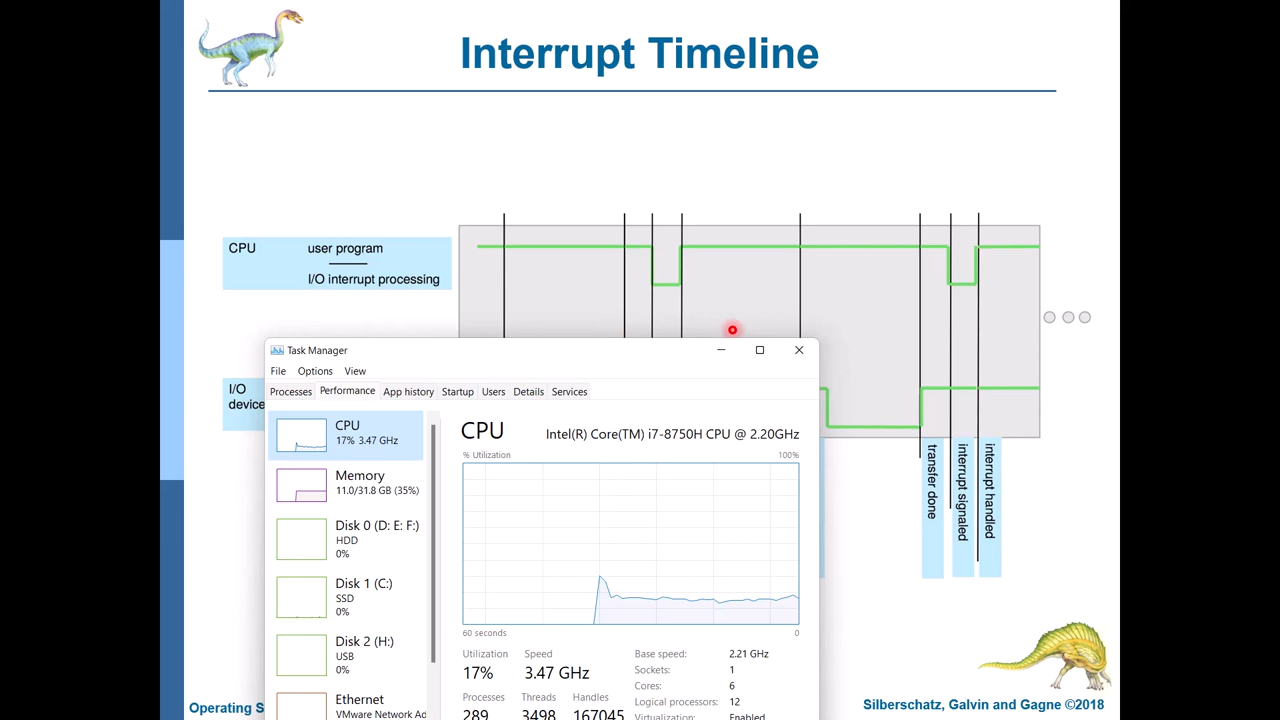 Interrupt Timeline
CPU
user program
I/O interrupt processing
I/O
device
transfer done
interrupt signaled
interrupt handled
Task Manager
File Options View
Processes Performance App history Startup Users Details Services
CPU
17% 3.47 GHz
Memory
11.0/31.8 GB (35%)
Disk 0 (D: E: F:)
HDD
0%
Disk 1 (C:)
SSD
0%
Disk 2 (H:)
USB
0%
Ethernet
VMware Network Ad
CPU
Intel(R) Core(TM) i7-8750H CPU @ 2.20GHz
% Utilization 100%
60 seconds 0
Utilization Speed
17% 3.47 GHz
Processes Threads Handles
289 3498 167045
Base speed: 2.21 GHz
Sockets: 1
Cores: 6
Logical processors: 12
Virtualization: Enabled
Operating S
Silberschatz, Galvin and Gagne ©2018